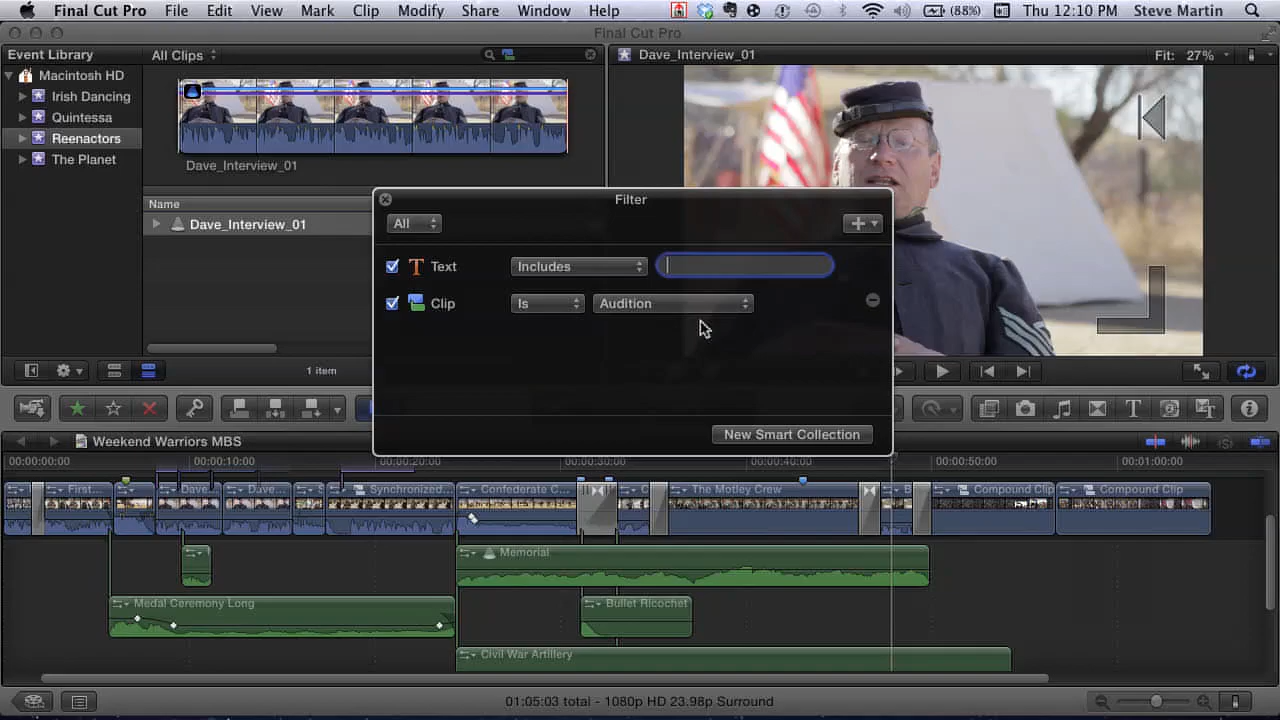 Final Cut Pro File Edit View Mark Clip Modify Share Window Help (88%) Thu 12:10 PM Steve Martin
Final Cut Pro
Event Library All Clips Dave_Interview_01 Fit: 27%
Macintosh HD
Irish Dancing
Quintessa
Reenactors
The Planet
Dave_Interview_01
Name
Dave_Interview_01
Filter
All
Text Includes
Clip Is Audition
New Smart Collection
1 item
Weekend Warriors MBS
00:00:00:00 00:00:10:00 00:00:20:00 00:00:30:00 00:00:40:00 00:00:50:00 00:01:00:00
First... Dave... Dave... S Synchronized... Confederate C... C The Motley Crew B Compound Clip Compound Clip
Memorial
Medal Ceremony Long Bullet Ricochet
Civil War Artillery
01:05:03 total - 1080p HD 23.98p Surround